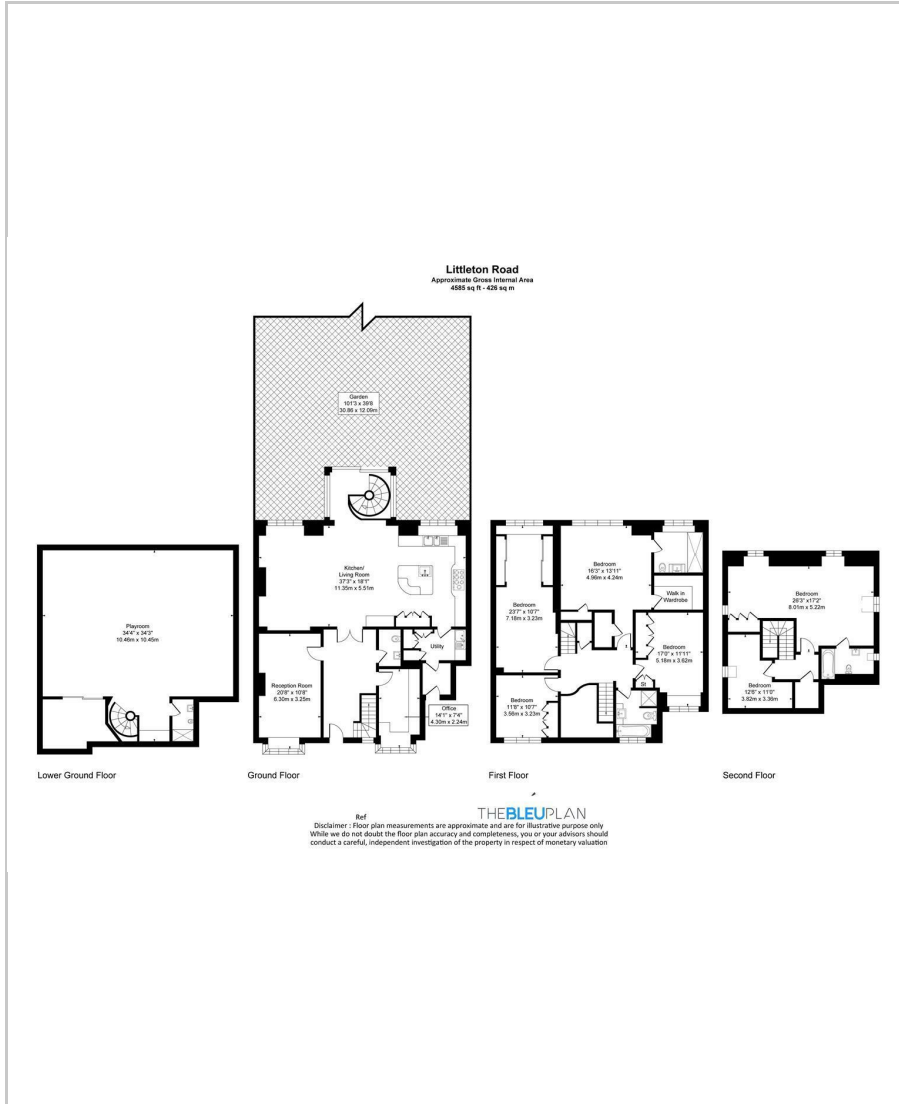 Littleton Road
Approximate Gross Internal Area
4585 sq ft - 426 sq m
Garden
101'3 x 39'8
30.86 x 12.09m
Kitchen/
Living Room
37'3" x 18'1"
11.35m x 5.51m
Utility
Reception Room
20'8" x 10'8"
6.30m x 3.25m
Office
14'1" x 7'4"
4.30m x 2.24m
Playroom
34'4" x 34'3"
10.46m x 10.45m
Bedroom
16'3" x 13'11"
4.96m x 4.24m
Walk in
Wardrobe
Bedroom
23'7" x 10'7"
7.18m x 3.23m
Bedroom
17'0" x 11'11"
5.18m x 3.62m
St
Bedroom
11'8" x 10'7"
3.56m x 3.23m
Bedroom
26'3" x17'2"
8.01m x 5.22m
Bedroom
12'6" x 11'0"
3.82m x 3.36m
Lower Ground Floor
Ground Floor
First Floor
Second Floor
Ref
THEBLEUPLAN
Disclaimer : Floor plan measurements are approximate and are for illustrative purpose only
While we do not doubt the floor plan accuracy and completeness, you or your advisors should
conduct a careful, independent investigation of the property in respect of monetary valuation